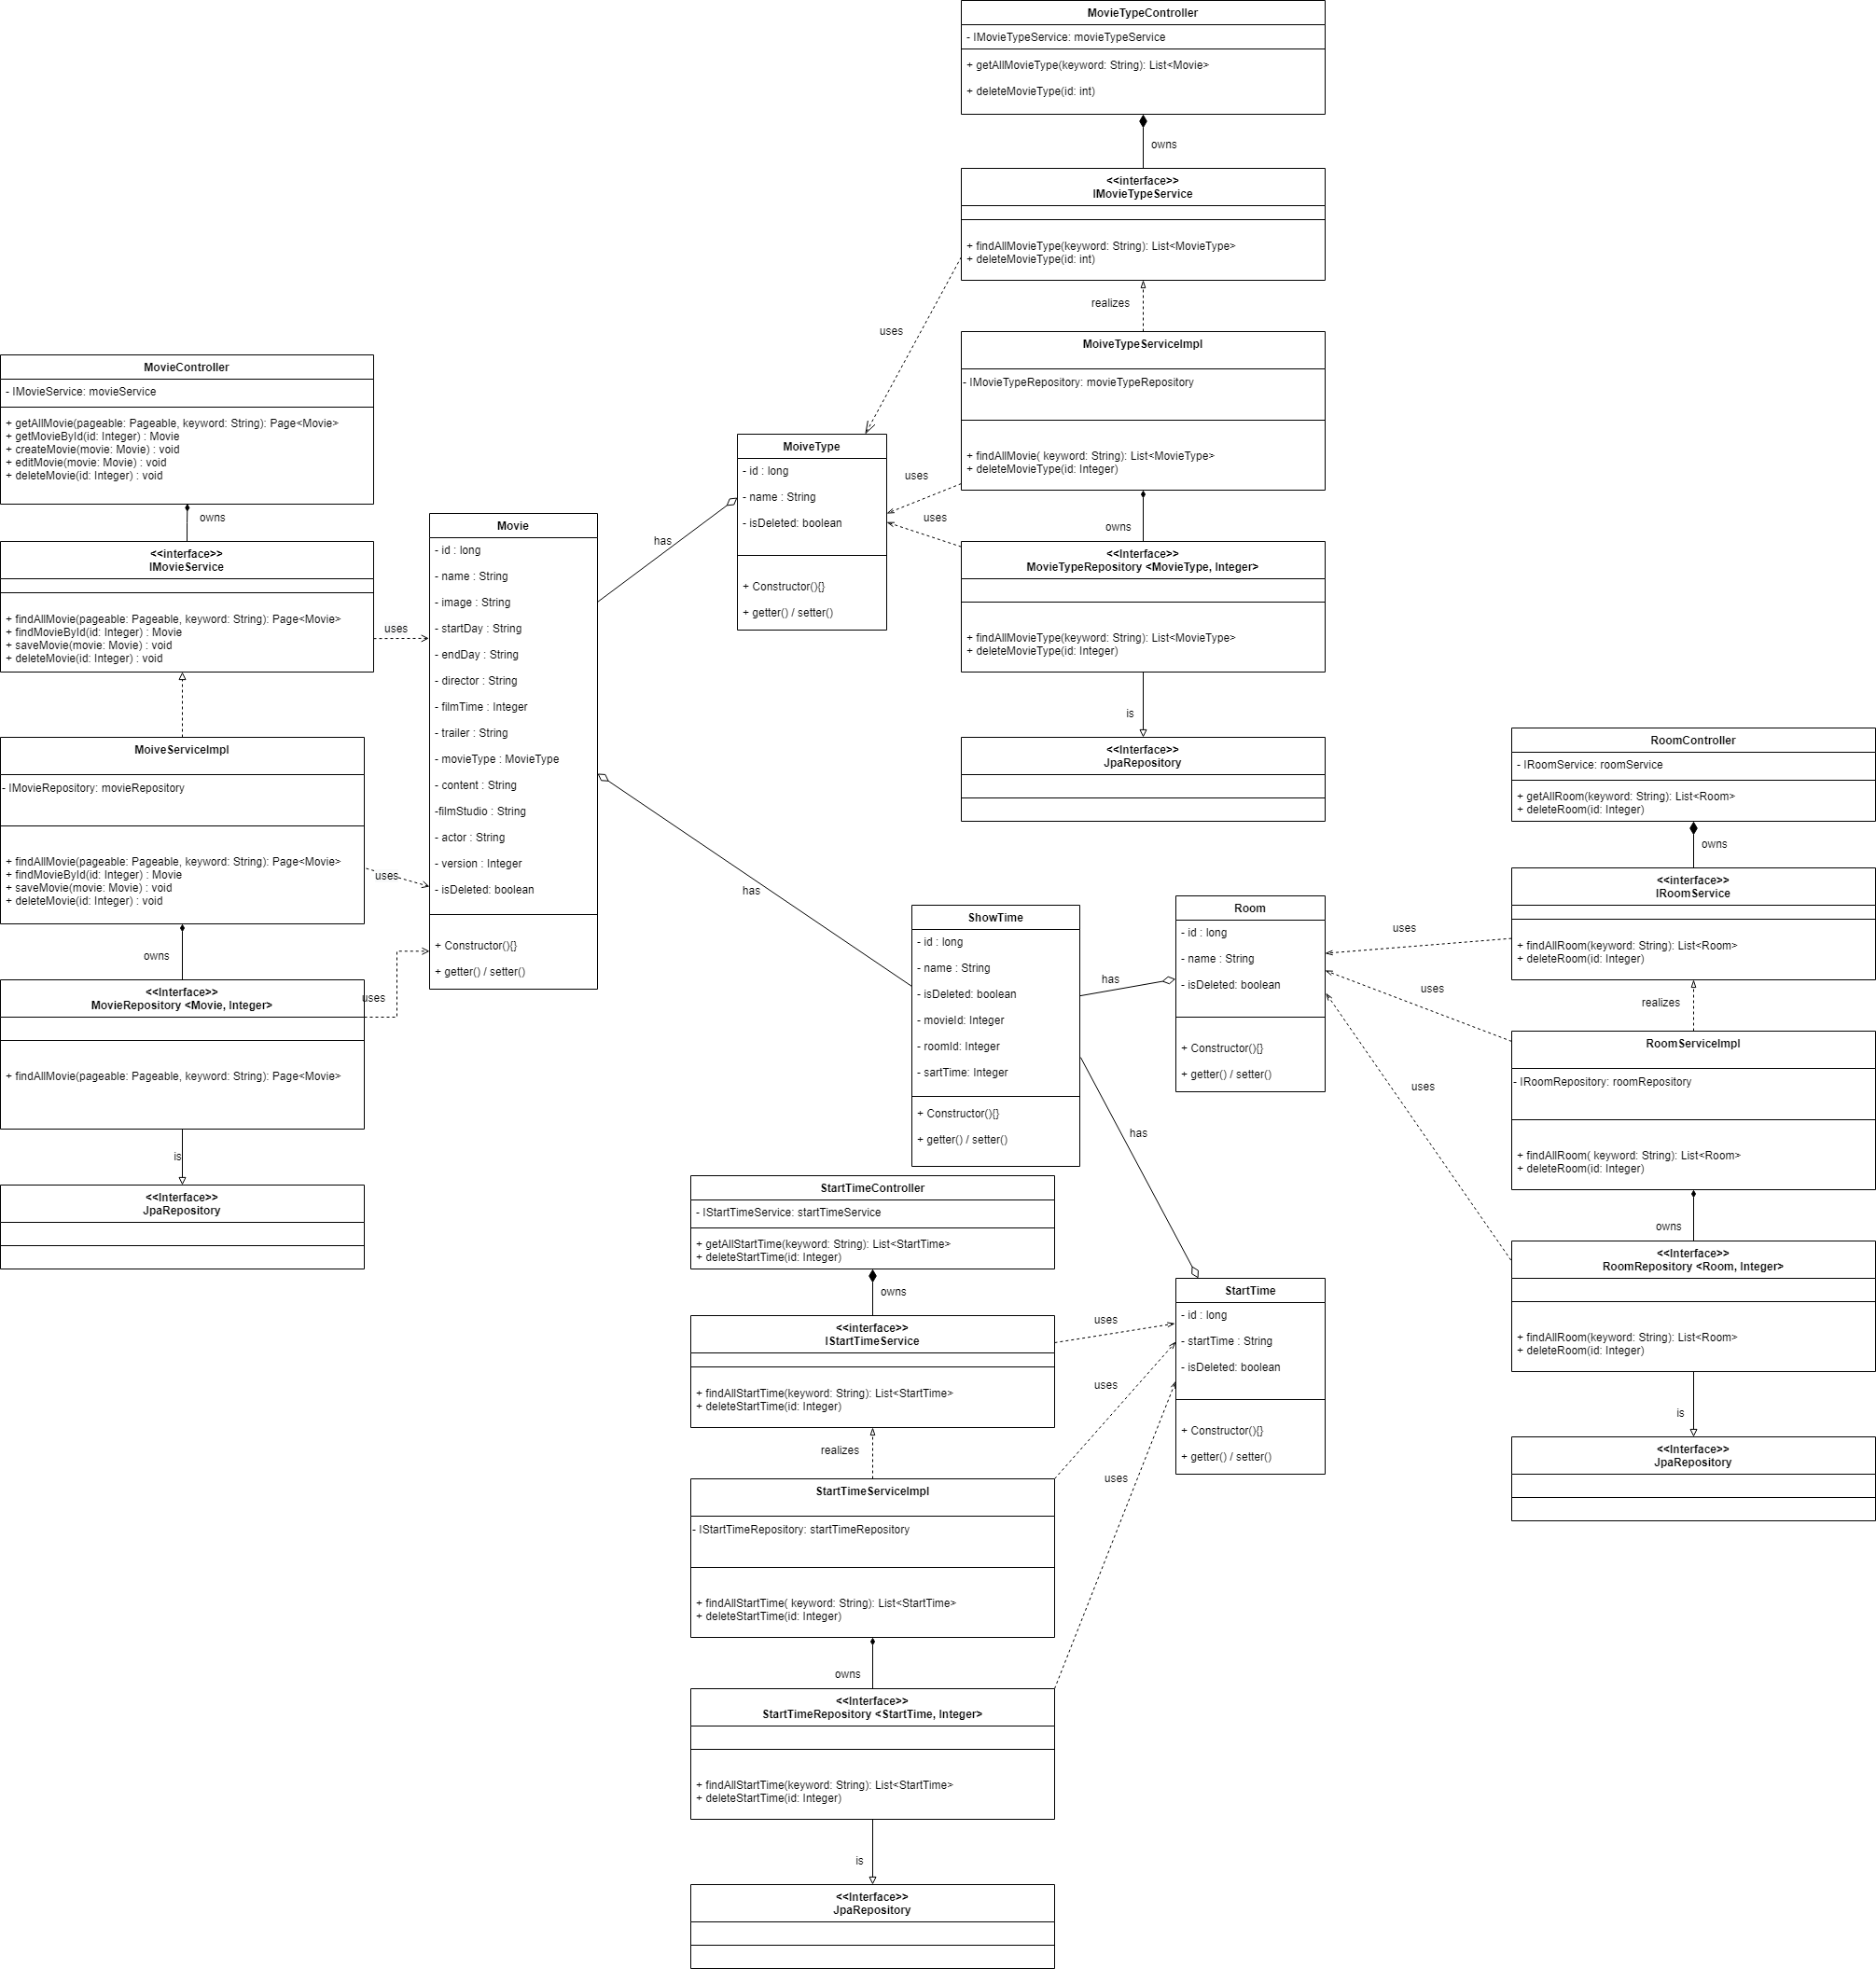 MovieTypeController
- IMovieTypeService: movieTypeService
+ getAllMovieType(keyword: String): List<Movie>
+ deleteMovieType(id: int)
owns
<<interface>>
IMovieTypeService
+ findAllMovieType(keyword: String): List<MovieType>
+ deleteMovieType(id: int)
realizes
uses
MoiveTypeServiceImpl
- IMovieTypeRepository: movieTypeRepository
+ findAllMovie( keyword: String): List<MovieType>
+ deleteMovieType(id: Integer)
uses
owns
uses
<<Interface>>
MovieTypeRepository <MovieType, Integer>
+ findAllMovieType(keyword: String): List<MovieType>
+ deleteMovieType(id: Integer)
is
<<Interface>>
JpaRepository
MovieController
- IMovieService: movieService
+ getAllMovie(pageable: Pageable, keyword: String): Page<Movie>
+ getMovieById(id: Integer) : Movie
+ createMovie(movie: Movie) : void
+ editMovie(movie: Movie) : void
+ deleteMovie(id: Integer) : void
owns
<<interface>>
IMovieService
+ findAllMovie(pageable: Pageable, keyword: String): Page<Movie>
+ findMovieById(id: Integer) : Movie
+ saveMovie(movie: Movie) : void
+ deleteMovie(id: Integer) : void
uses
MoiveServiceImpl
- IMovieRepository: movieRepository
+ findAllMovie(pageable: Pageable, keyword: String): Page<Movie>
+ findMovieById(id: Integer) : Movie
+ saveMovie(movie: Movie) : void
+ deleteMovie(id: Integer) : void
uses
owns
<<Interface>>
MovieRepository <Movie, Integer>
+ findAllMovie(pageable: Pageable, keyword: String): Page<Movie>
uses
is
<<Interface>>
JpaRepository
Movie
- id : long
- name : String
- image : String
- startDay : String
- endDay : String
- director : String
- filmTime : Integer
- trailer : String
- movieType : MovieType
- content : String
-filmStudio : String
- actor : String
- version : Integer
- isDeleted: boolean
+ Constructor(){}
+ getter() / setter()
has
MoiveType
- id : long
- name : String
- isDeleted: boolean
+ Constructor(){}
+ getter() / setter()
has
ShowTime
- id : long
- name : String
- isDeleted: boolean
- movieId: Integer
- roomId: Integer
- sartTime: Integer
+ Constructor(){}
+ getter() / setter()
has
Room
- id : long
- name : String
- isDeleted: boolean
+ Constructor(){}
+ getter() / setter()
has
RoomController
- IRoomService: roomService
+ getAllRoom(keyword: String): List<Room>
+ deleteRoom(id: Integer)
owns
<<interface>>
IRoomService
+ findAllRoom(keyword: String): List<Room>
+ deleteRoom(id: Integer)
uses
realizes
uses
RoomServiceImpl
- IRoomRepository: roomRepository
+ findAllRoom( keyword: String): List<Room>
+ deleteRoom(id: Integer)
uses
owns
<<Interface>>
RoomRepository <Room, Integer>
+ findAllRoom(keyword: String): List<Room>
+ deleteRoom(id: Integer)
is
<<Interface>>
JpaRepository
StartTimeController
- IStartTimeService: startTimeService
+ getAllStartTime(keyword: String): List<StartTime>
+ deleteStartTime(id: Integer)
owns
<<interface>>
IStartTimeService
+ findAllStartTime(keyword: String): List<StartTime>
+ deleteStartTime(id: Integer)
uses
realizes
uses
StartTimeServiceImpl
- IStartTimeRepository: startTimeRepository
+ findAllStartTime( keyword: String): List<StartTime>
+ deleteStartTime(id: Integer)
uses
owns
<<Interface>>
StartTimeRepository <StartTime, Integer>
+ findAllStartTime(keyword: String): List<StartTime>
+ deleteStartTime(id: Integer)
is
<<Interface>>
JpaRepository
StartTime
- id : long
- startTime : String
- isDeleted: boolean
+ Constructor(){}
+ getter() / setter()